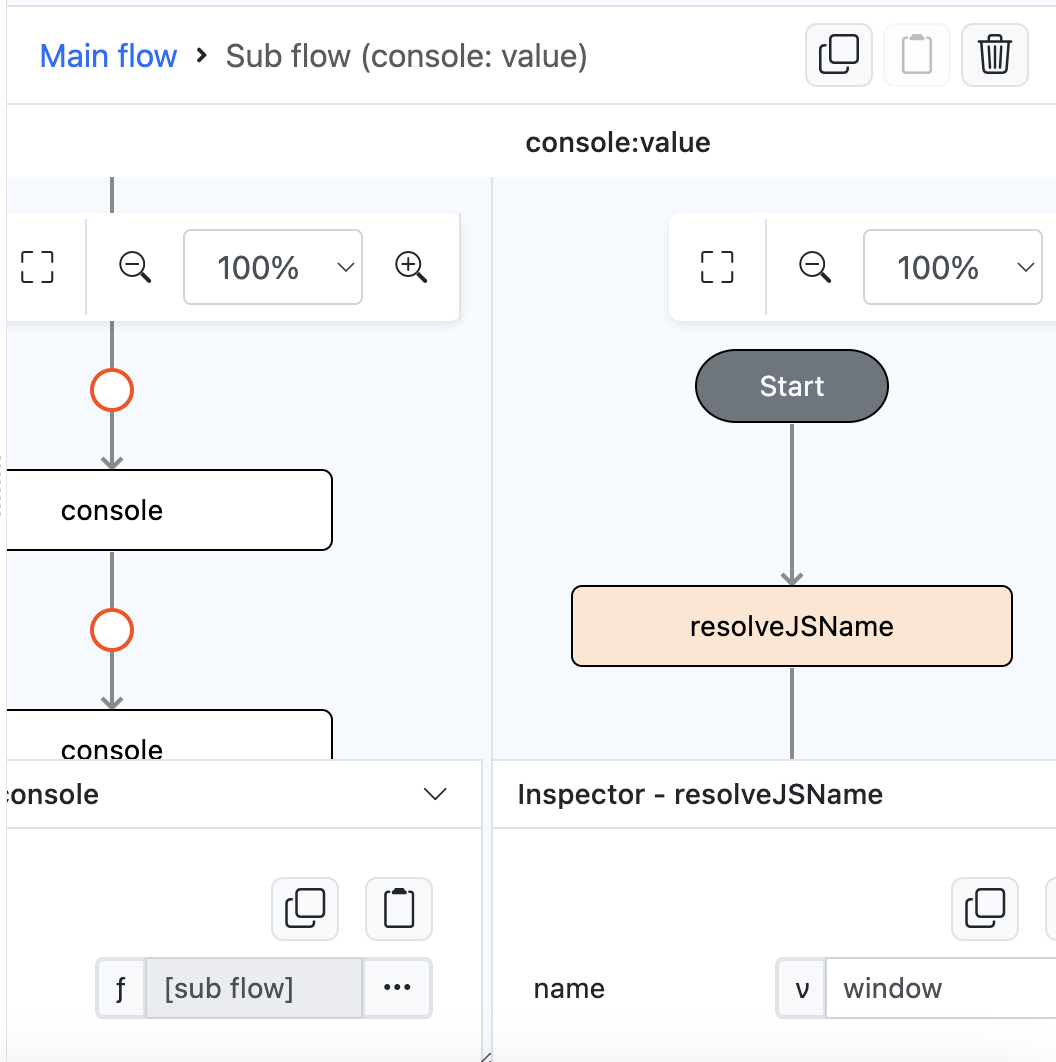 Main flow > Sub flow (console: value)
console:value
100%
100%
Start
console
resolveJSName
console
console
Inspector - resolveJSName
ƒ [sub flow] ···
name ν window